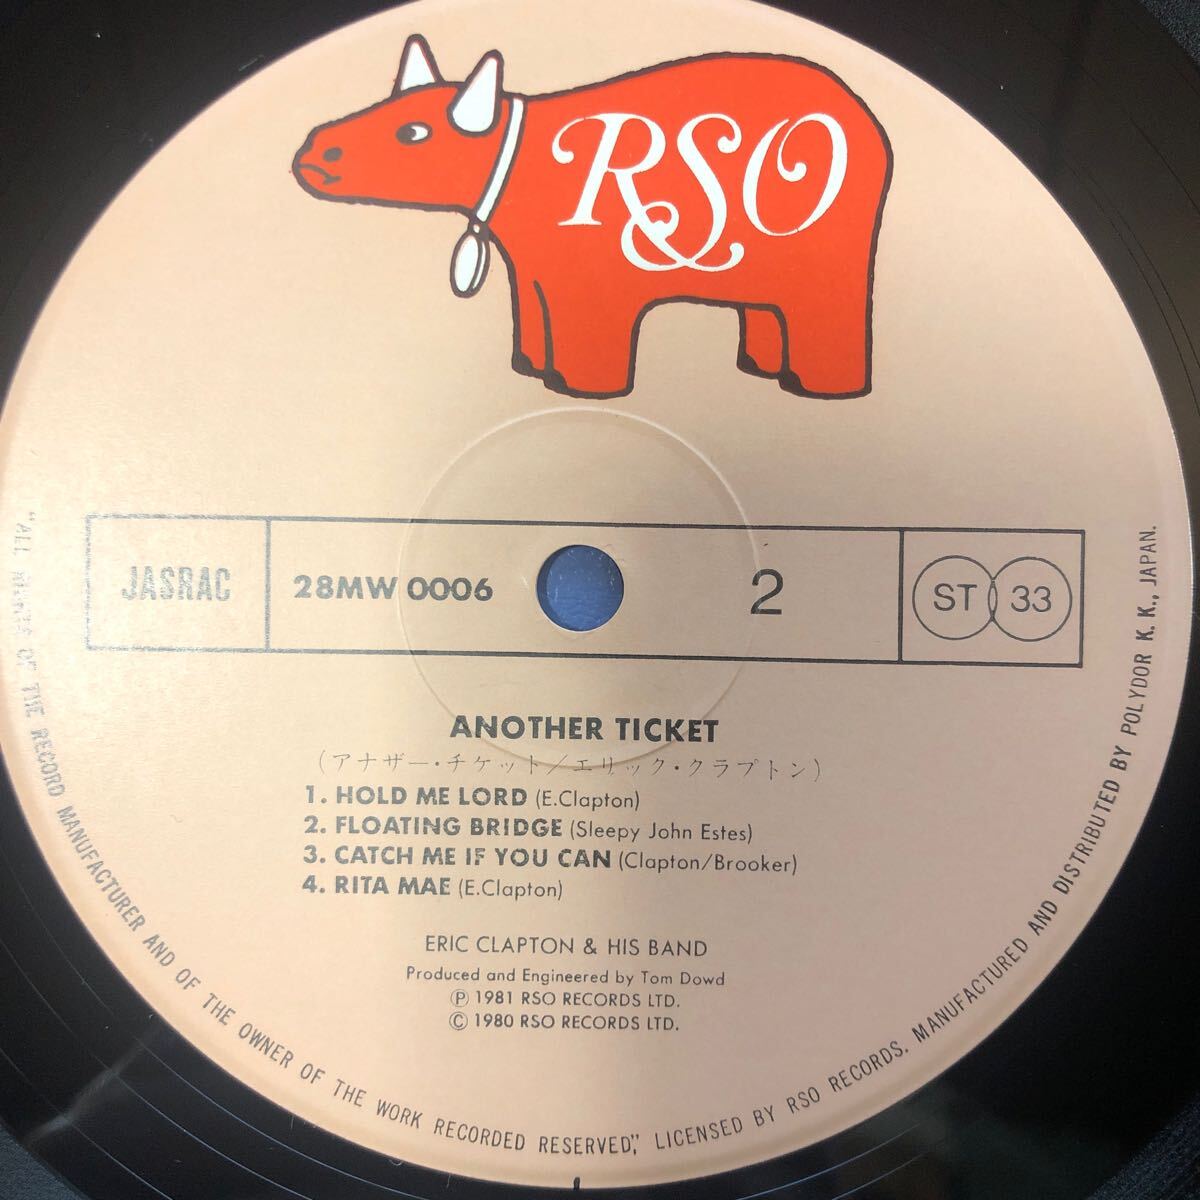 RSO
JASRAC
28MW 0006
2
ST 33
ANOTHER TICKET
(アナザー・チケット/エリック・クラプトン)
1. HOLD ME LORD (E.Clapton)
2. FLOATING BRIDGE (Sleepy John Estes)
3. CATCH ME IF YOU CAN (Clapton/Brooker)
4. RITA MAE (E.Clapton)
ERIC CLAPTON & HIS BAND
Produced and Engineered by Tom Dowd
Ⓟ 1981 RSO RECORDS LTD.
© 1980 RSO RECORDS LTD.
"ALL RIGHTS OF THE RECORD MANUFACTURER AND OF THE OWNER OF THE WORK RECORDED RESERVED," LICENSED BY RSO RECORDS. MANUFACTURED AND DISTRIBUTED BY POLYDOR K. K., JAPAN.